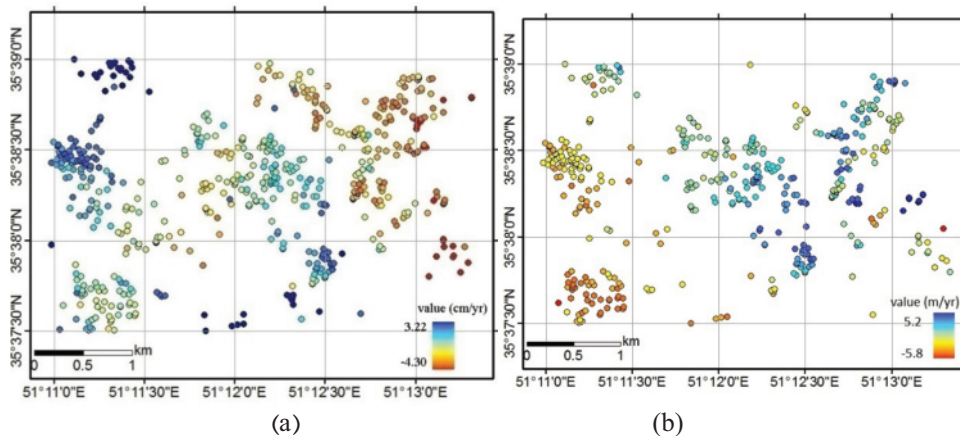 (a)
35°39'0"N
35°38'30"N
35°38'0"N
35°37'30"N
value (cm/yr)
3.22
-4.30
km
0 0.5 1
51°11'0"E 51°11'30"E 51°12'0"E 51°12'30"E 51°13'0"E
(a)
(b)
35°39'0"N
35°38'30"N
35°38'0"N
35°37'30"N
value (m/yr)
5.2
-5.8
km
0 0.5 1
51°11'0"E 51°11'30"E 51°12'0"E 51°12'30"E 51°13'0"E
(b)